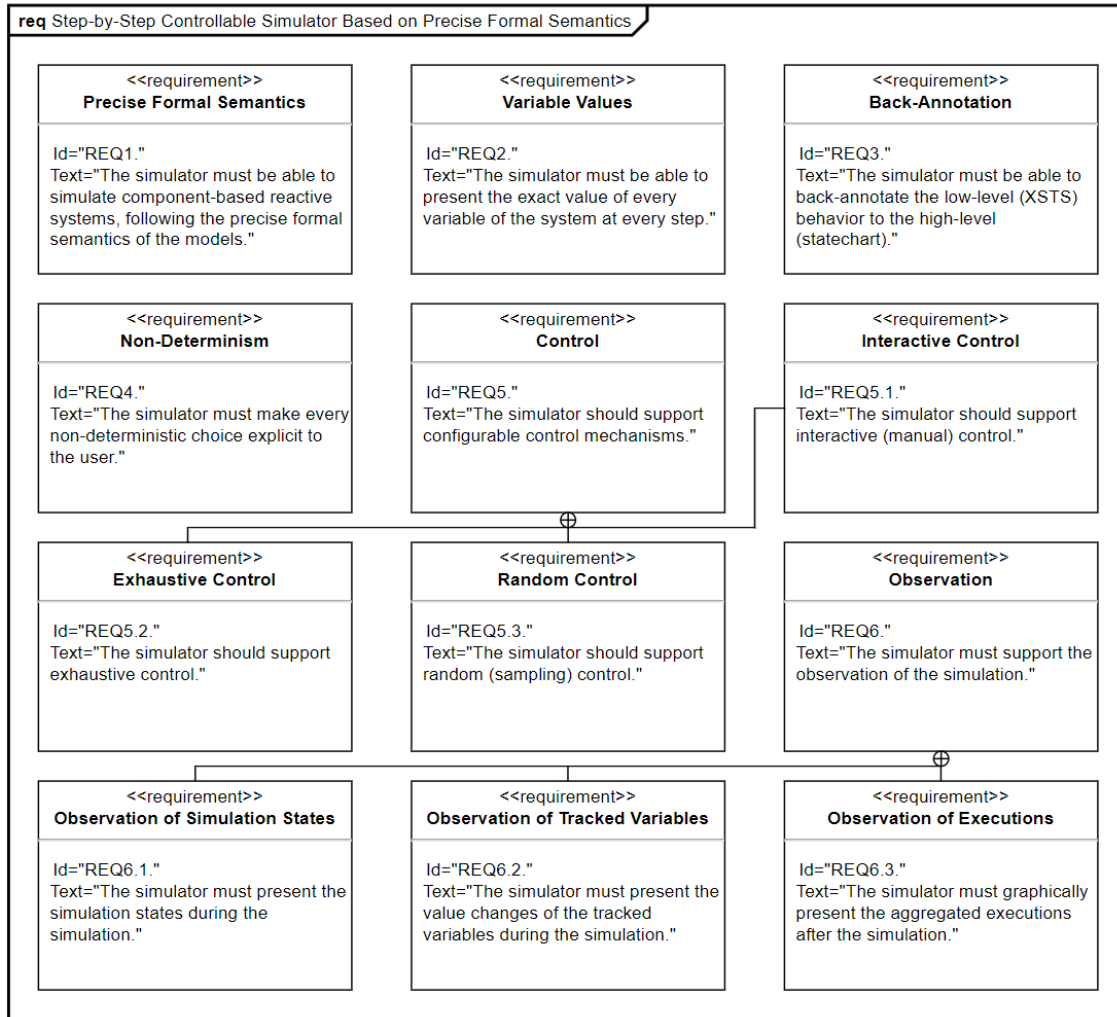 req Step-by-Step Controllable Simulator Based on Precise Formal Semantics
<<requirement>>
Precise Formal Semantics
Id="REQ1."
Text="The simulator must be able to
simulate component-based reactive
systems, following the precise formal
semantics of the models."
<<requirement>>
Variable Values
Id="REQ2."
Text="The simulator must be able to
present the exact value of every
variable of the system at every step."
<<requirement>>
Back-Annotation
Id="REQ3."
Text="The simulator must be able to
back-annotate the low-level (XSTS)
behavior to the high-level
(statechart)."
<<requirement>>
Non-Determinism
Id="REQ4."
Text="The simulator must make every
non-deterministic choice explicit to
the user."
<<requirement>>
Control
Id="REQ5."
Text="The simulator should support
configurable control mechanisms."
<<requirement>>
Interactive Control
Id="REQ5.1."
Text="The simulator should support
interactive (manual) control."
<<requirement>>
Exhaustive Control
Id="REQ5.2."
Text="The simulator should support
exhaustive control."
<<requirement>>
Random Control
Id="REQ5.3."
Text="The simulator should support
random (sampling) control."
<<requirement>>
Observation
Id="REQ6."
Text="The simulator must support the
observation of the simulation."
<<requirement>>
Observation of Simulation States
Id="REQ6.1."
Text="The simulator must present the
simulation states during the
simulation."
<<requirement>>
Observation of Tracked Variables
Id="REQ6.2."
Text="The simulator must present the
value changes of the tracked
variables during the simulation."
<<requirement>>
Observation of Executions
Id="REQ6.3."
Text="The simulator must graphically
present the aggregated executions
after the simulation."